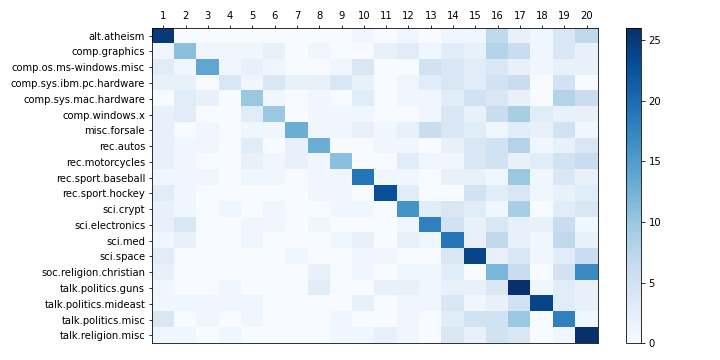 1 2 3 4 5 6 7 8 9 10 11 12 13 14 15 16 17 18 19 20
alt.atheism
comp.graphics
comp.os.ms-windows.misc
comp.sys.ibm.pc.hardware
comp.sys.mac.hardware
comp.windows.x
misc.forsale
rec.autos
rec.motorcycles
rec.sport.baseball
rec.sport.hockey
sci.crypt
sci.electronics
sci.med
sci.space
soc.religion.christian
talk.politics.guns
talk.politics.mideast
talk.politics.misc
talk.religion.misc
25
20
15
10
5
0